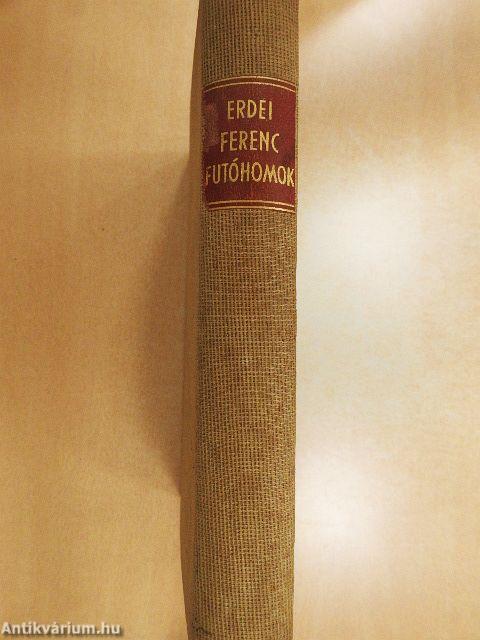 ERDEI
FERENC
FUTÓHOMOK
Antikvárium.hu